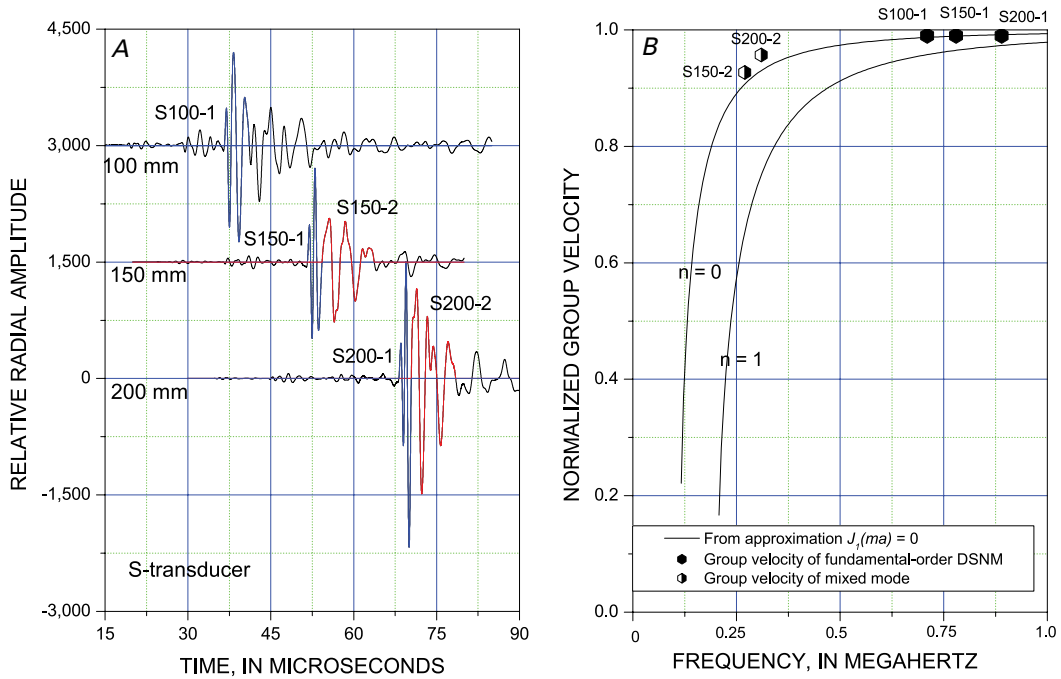 A
4,500
3,000
1,500
0
-1,500
-3,000
RELATIVE RADIAL AMPLITUDE
S100-1
100 mm
S150-2
S150-1
150 mm
S200-2
S200-1
200 mm
S-transducer
15
30
45
60
75
90
TIME, IN MICROSECONDS
B
1.0
0.8
0.6
0.4
0.2
0.0
NORMALIZED GROUP VELOCITY
S100-1
S150-1
S200-1
S200-2
S150-2
n = 0
n = 1
From approximation J1(ma) = 0
Group velocity of fundamental-order DSNM
Group velocity of mixed mode
0
0.25
0.50
0.75
1.0
FREQUENCY, IN MEGAHERTZ